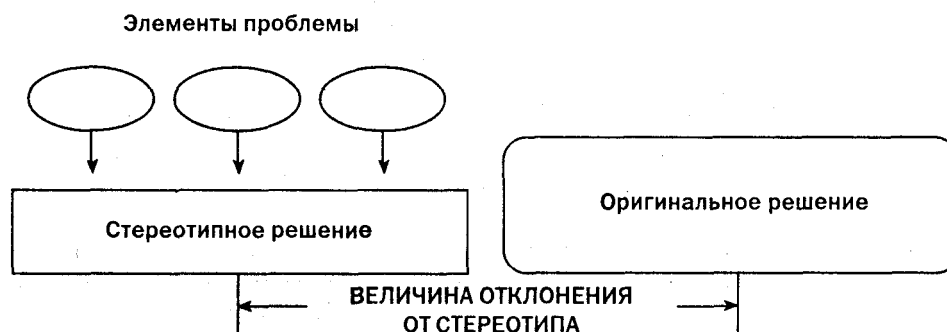 Элементы проблемы
Стереотипное решение
Оригинальное решение
ВЕЛИЧИНА ОТКЛОНЕНИЯ
ОТ СТЕРЕОТИПА